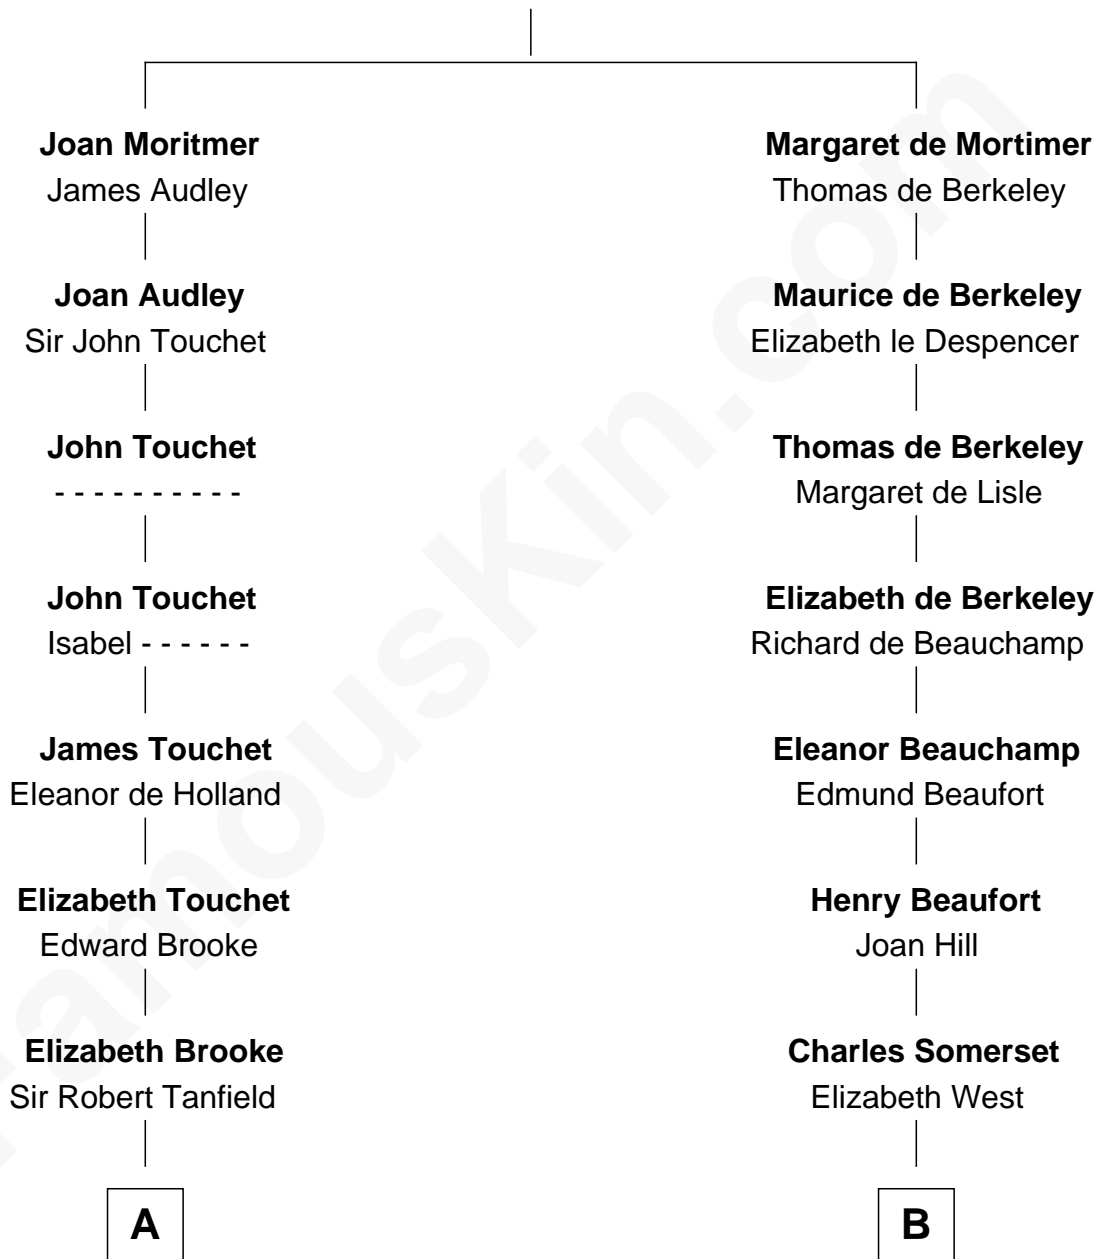 Joan Moritmer
James Audley
Joan Audley
Sir John Touchet
John Touchet
- - - - - - - - - -
John Touchet
Isabel - - - - - -
James Touchet
Eleanor de Holland
Elizabeth Touchet
Edward Brooke
Elizabeth Brooke
Sir Robert Tanfield
A
Margaret de Mortimer
Thomas de Berkeley
Maurice de Berkeley
Elizabeth le Despencer
Thomas de Berkeley
Margaret de Lisle
Elizabeth de Berkeley
Richard de Beauchamp
Eleanor Beauchamp
Edmund Beaufort
Henry Beaufort
Joan Hill
Charles Somerset
Elizabeth West
B
FamousKin.com